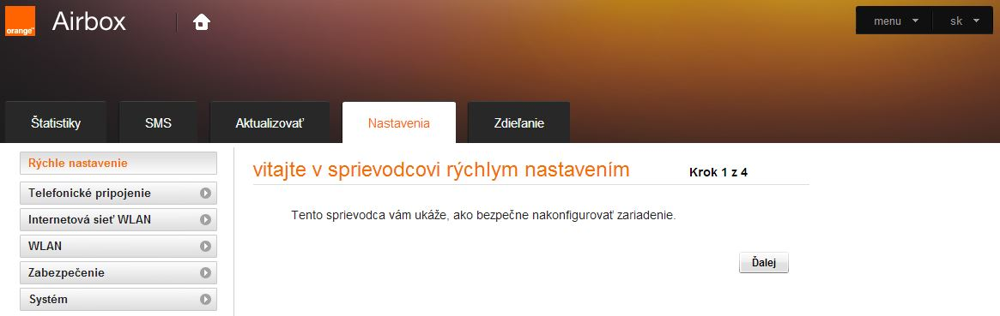 orange™
Airbox
menu
sk
Štatistiky
SMS
Aktualizovať
Nastavenia
Zdieľanie
Rýchle nastavenie
Telefonické pripojenie
Internetová sieť WLAN
WLAN
Zabezpečenie
Systém
vitajte v sprievodcovi rýchlym nastavením
Krok 1 z 4
Tento sprievodca vám ukáže, ako bezpečne nakonfigurovať zariadenie.
Ďalej